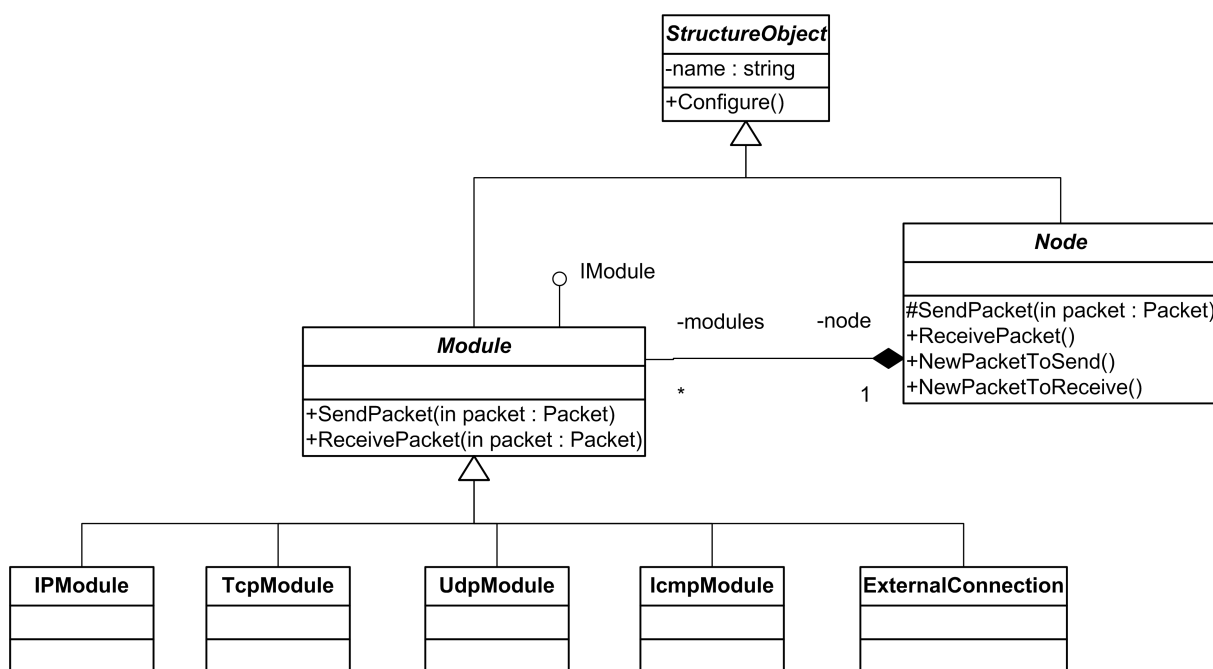 StructureObject
-name : string
+Configure()
Node
#SendPacket(in packet : Packet)
+ReceivePacket()
+NewPacketToSend()
+NewPacketToReceive()
IModule
-modules
-node
*
1
Module
+SendPacket(in packet : Packet)
+ReceivePacket(in packet : Packet)
IPModule
TcpModule
UdpModule
IcmpModule
ExternalConnection